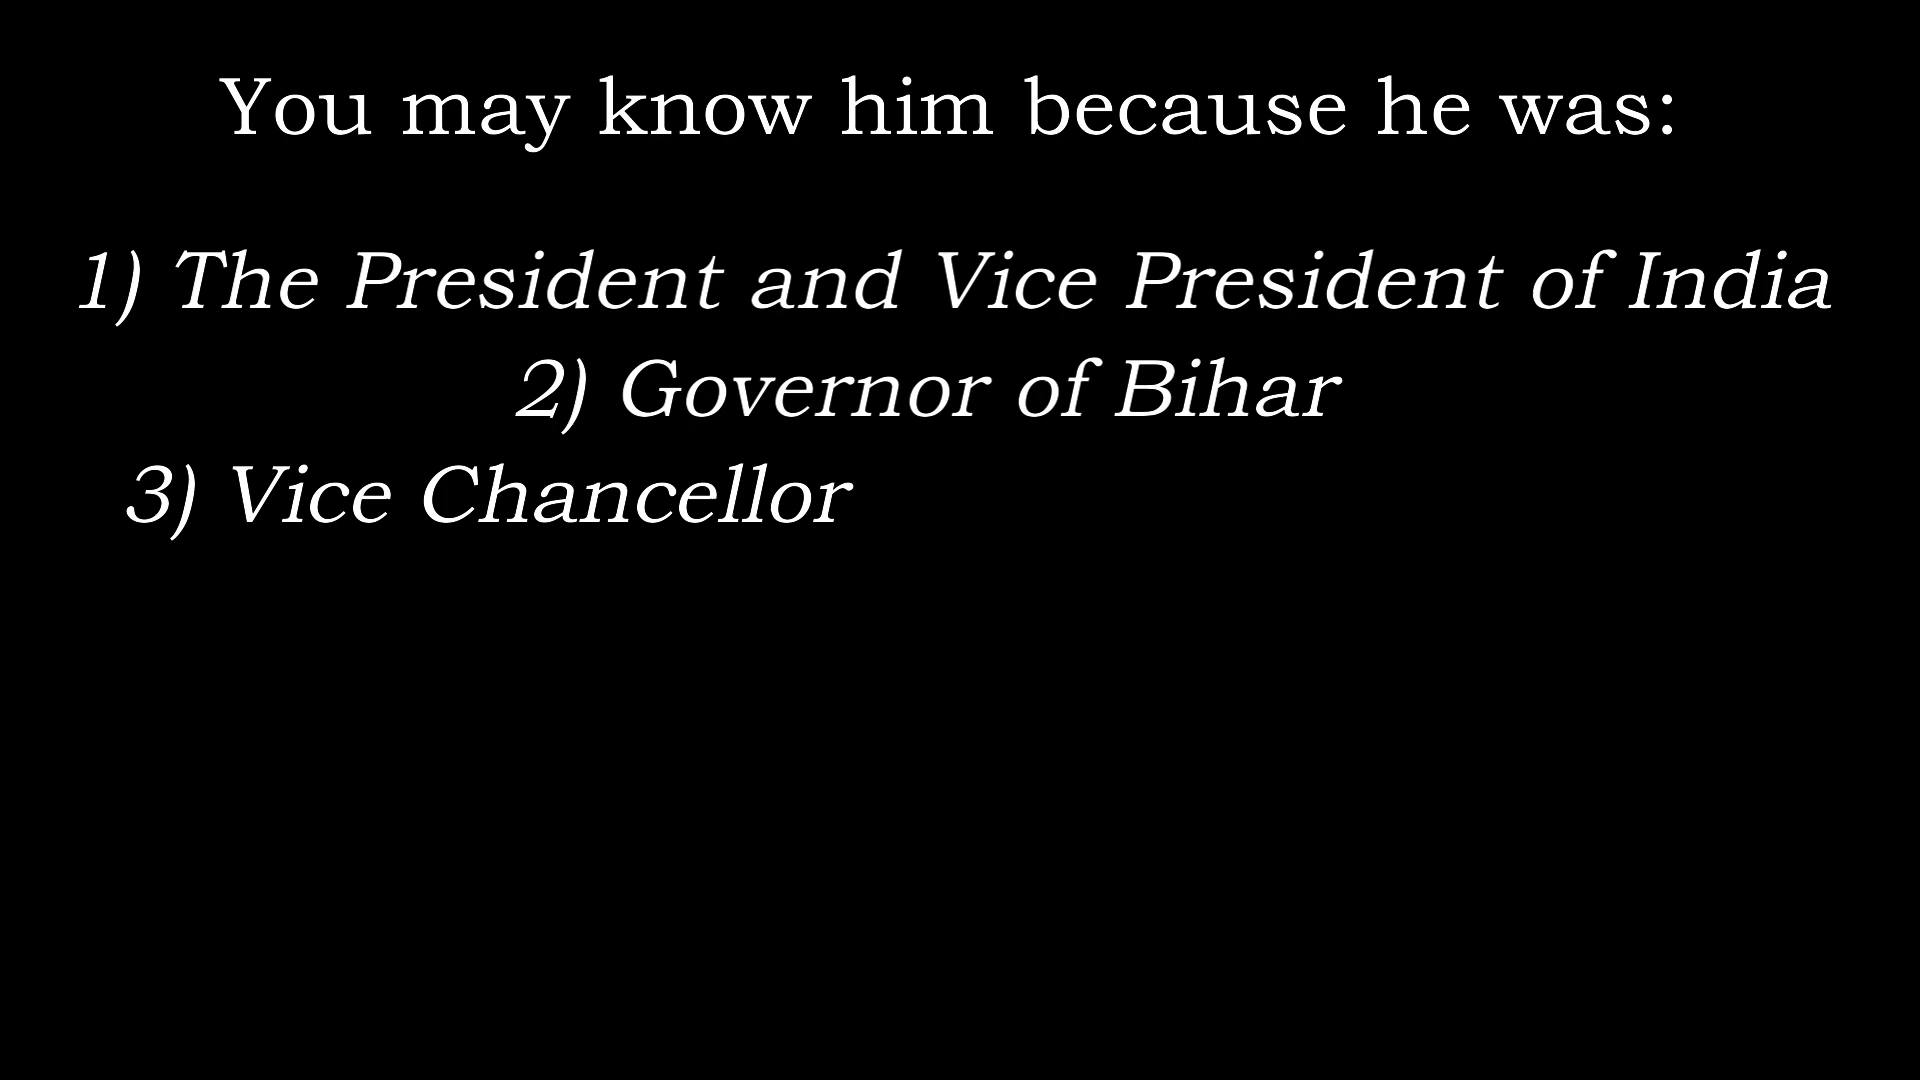 You may know him because he was:
1) The President and Vice President of India
2) Governor of Bihar
3) Vice Chancellor